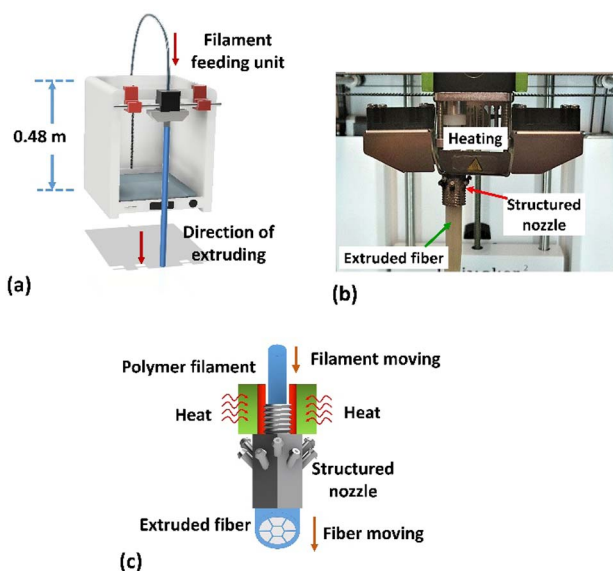 Filament
feeding unit
0.48 m
Direction of
extruding
(a)
Heating
Structured
nozzle
Extruded fiber
(b)
Polymer filament
Filament moving
Heat
Heat
Structured
nozzle
Extruded fiber
Fiber moving
(c)